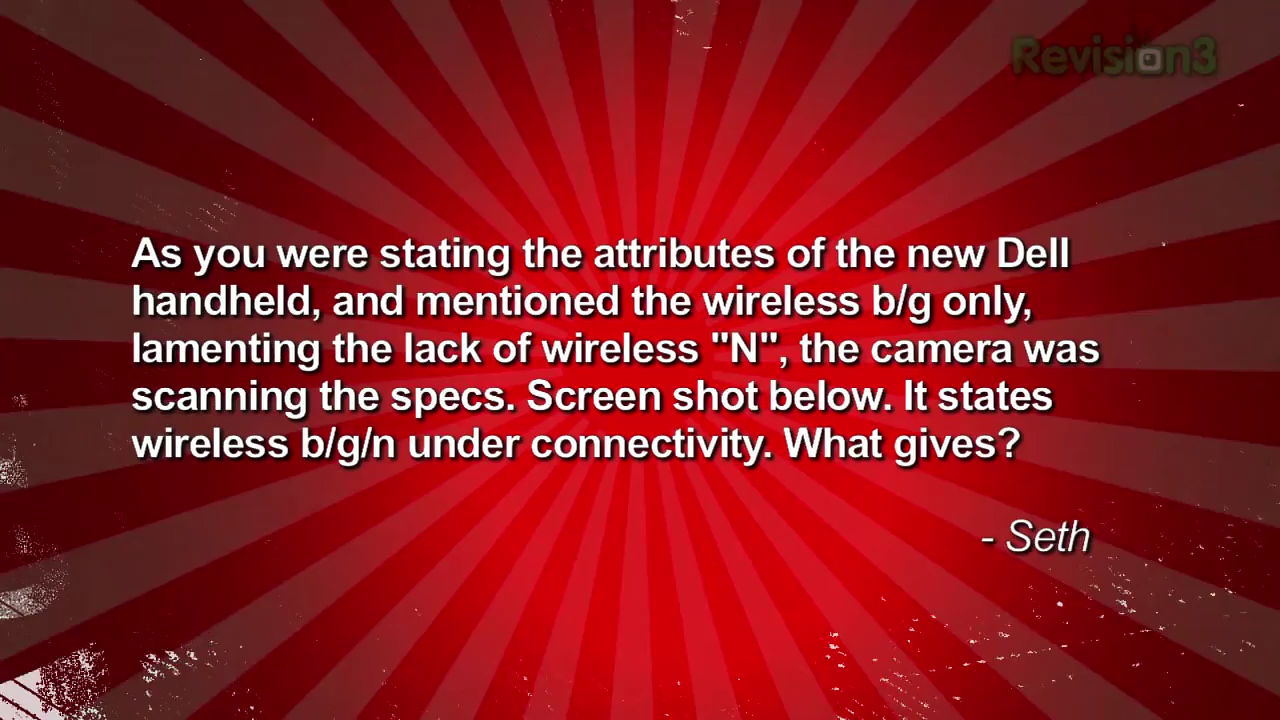 Revision3
As you were stating the attributes of the new Dell
handheld, and mentioned the wireless b/g only,
lamenting the lack of wireless "N", the camera was
scanning the specs. Screen shot below. It states
wireless b/g/n under connectivity. What gives?
- Seth